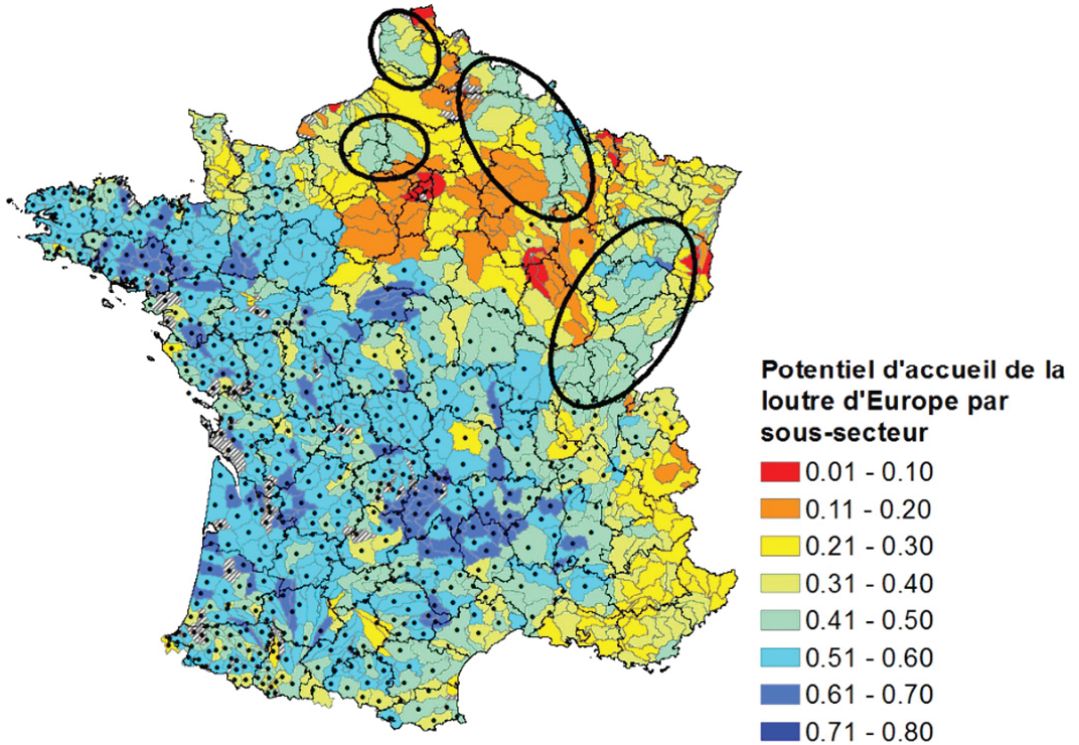 Potentiel d'accueil de la
loutre d'Europe par
sous-secteur
0.01 - 0.10
0.11 - 0.20
0.21 - 0.30
0.31 - 0.40
0.41 - 0.50
0.51 - 0.60
0.61 - 0.70
0.71 - 0.80